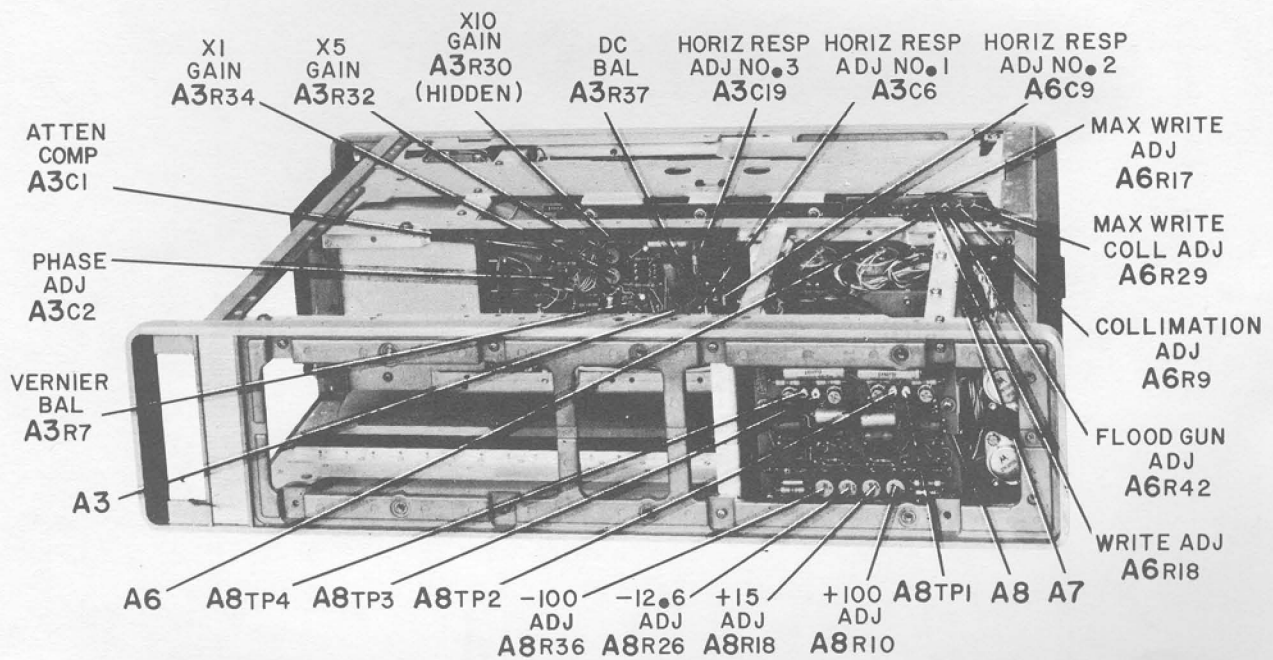 X1
GAIN
A3R34
X5
GAIN
A3R32
X10
GAIN
A3R30
(HIDDEN)
DC
BAL
A3R37
HORIZ RESP
ADJ NO.3
A3C19
HORIZ RESP
ADJ NO.1
A3C6
HORIZ RESP
ADJ NO.2
A6C9
ATTEN
COMP
A3C1
MAX WRITE
ADJ
A6R17
PHASE
ADJ
A3C2
MAX WRITE
COLL ADJ
A6R29
COLLIMATION
ADJ
A6R9
VERNIER
BAL
A3R7
FLOOD GUN
ADJ
A6R42
A3
WRITE ADJ
A6R18
A6
A8TP4
A8TP3
A8TP2
-100
ADJ
A8R36
-12.6
ADJ
A8R26
+15
ADJ
A8R18
+100
ADJ
A8R10
A8TP1
A8
A7